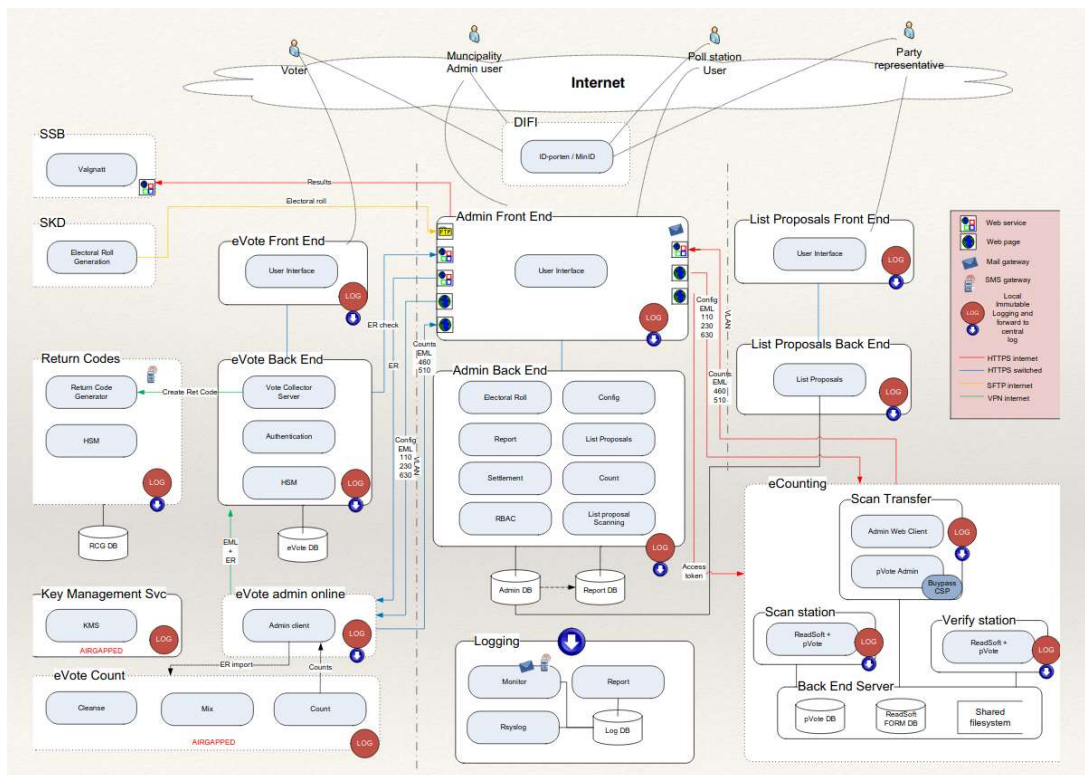 Voter
Muncipality
Admin user
Poll station
User
Party
representative
Internet
DIFI
ID-porten / MinID
SSB
Valgnatt
Results
Electoral roll
SKD
Electoral Roll
Generation
eVote Front End
User Interface
LOG
Admin Front End
FTP
User Interface
LOG
List Proposals Front End
User Interface
LOG
Web service
Web page
Mail gateway
SMS gateway
LOG
Local
Immutable
Logging and
forward to
central
log
HTTPS internet
HTTPS switched
SFTP internet
VPN internet
ER check
ER
Counts
EML
460
510
Config
EML
110
230
630
VLAN
Counts
EML
460
510
Return Codes
Return Code
Generator
HSM
LOG
RCG DB
Create Ret Code
eVote Back End
Vote Collector
Server
Authentication
HSM
LOG
eVote DB
Config
EML
110
230
630
VLAN
Admin Back End
Electoral Roll
Config
Report
List Proposals
Settlement
Count
RBAC
List proposal
Scanning
LOG
Admin DB
Report DB
List Proposals Back End
List Proposals
LOG
Access
token
EML
+
ER
Key Management Svc
KMS
LOG
AIRGAPPED
eVote admin online
Admin client
LOG
ER import
Counts
eVote Count
Cleanse
Mix
Count
AIRGAPPED
LOG
Logging
Monitor
Report
Rsyslog
Log DB
eCounting
Scan Transfer
Admin Web Client
LOG
pVote Admin
Buypass
CSP
Scan station
ReadSoft +
pVote
LOG
Verify station
ReadSoft +
pVote
LOG
Back End Server
pVote DB
ReadSoft
FORM DB
Shared
filesystem